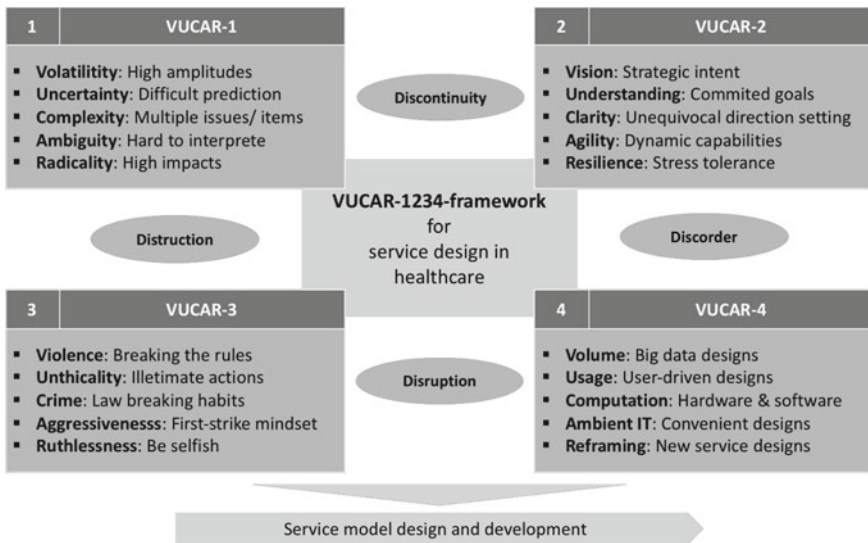 1 VUCAR-1
▪ Volatilitity: High amplitudes
▪ Uncertainty: Difficult prediction
▪ Complexity: Multiple issues/ items
▪ Ambiguity: Hard to interprete
▪ Radicality: High impacts
Discontinuity
2 VUCAR-2
▪ Vision: Strategic intent
▪ Understanding: Commited goals
▪ Clarity: Unequivocal direction setting
▪ Agility: Dynamic capabilities
▪ Resilience: Stress tolerance
Distruction
VUCAR-1234-framework
for
service design in
healthcare
Discorder
3 VUCAR-3
▪ Violence: Breaking the rules
▪ Unthicality: Illetimate actions
▪ Crime: Law breaking habits
▪ Aggressivenesss: First-strike mindset
▪ Ruthlessness: Be selfish
Disruption
4 VUCAR-4
▪ Volume: Big data designs
▪ Usage: User-driven designs
▪ Computation: Hardware & software
▪ Ambient IT: Convenient designs
▪ Reframing: New service designs
Service model design and development